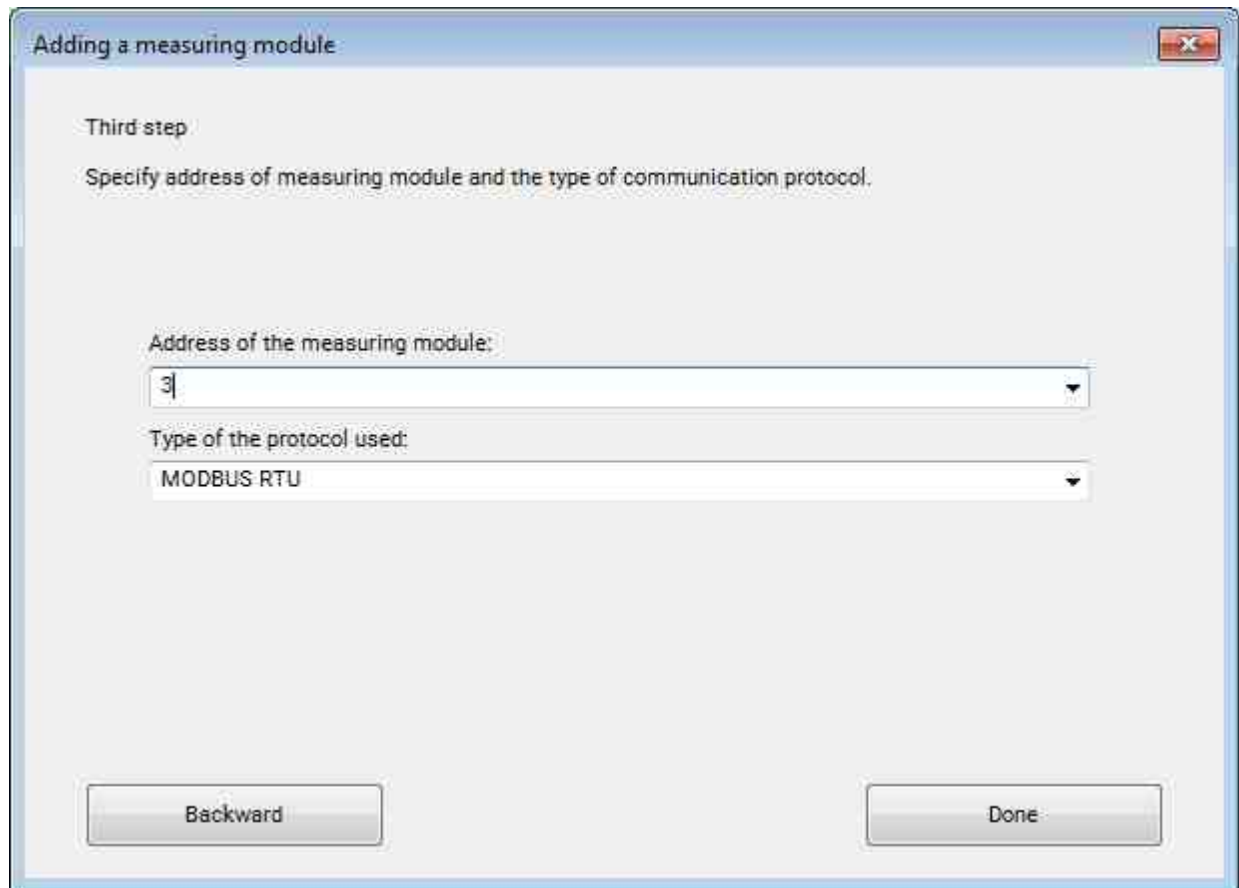 Adding a measuring module
Third step
Specify address of measuring module and the type of communication protocol.
Address of the measuring module:
3
Type of the protocol used:
MODBUS RTU
Backward
Done